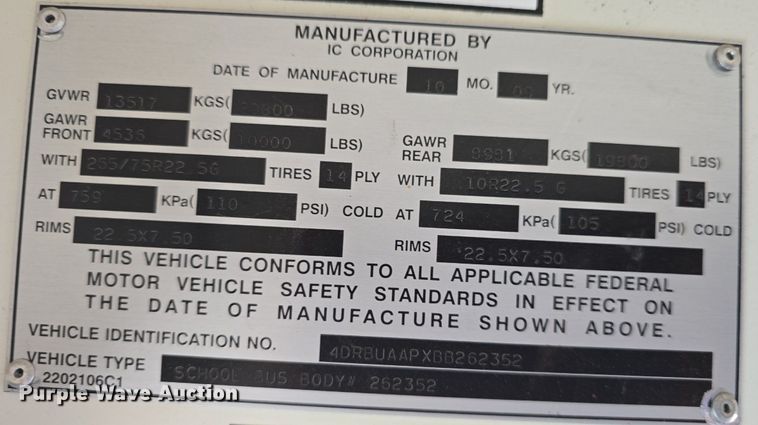 MANUFACTURED BY
IC CORPORATION
DATE OF MANUFACTURE 10 MO. 09 YR.
GVWR 13517 KGS( LBS)
GAWR FRONT 4536 KGS( 10000 LBS) GAWR REAR 8981 KGS( 19800 LBS)
WITH 255/75R22.5G TIRES 14 PLY WITH 10R22.5 G TIRES 14 PLY
AT 759 KPa( 110 PSI) COLD AT 724 KPa( 105 PSI) COLD
RIMS 22.5X7.50 RIMS 22.5X7.50
THIS VEHICLE CONFORMS TO ALL APPLICABLE FEDERAL
MOTOR VEHICLE SAFETY STANDARDS IN EFFECT ON
THE DATE OF MANUFACTURE SHOWN ABOVE.
VEHICLE IDENTIFICATION NO. 4DRBUAAPXBB262352
VEHICLE TYPE SCHOOL BUS BODY# 262352
2202106C1
Purple Wave Auction